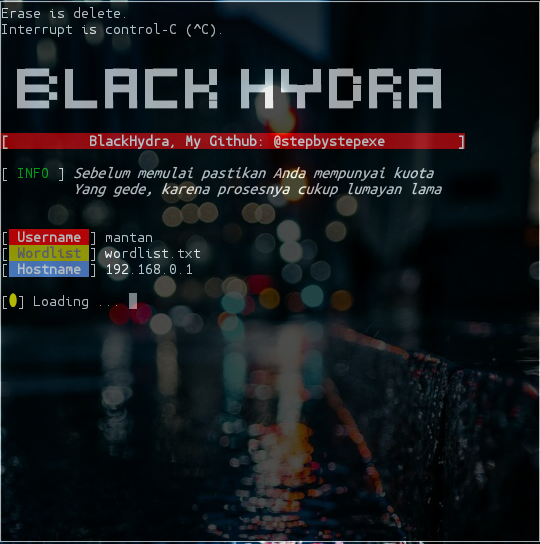 Erase is delete.
Interrupt is control-C (^C).
BLACK HYDRA
[ BlackHydra, My Github: @stepbystepexe ]
[ INFO ] Sebelum memulai pastikan Anda mempunyai kuota
Yang gede, karena prosesnya cukup lumayan lama
[ Username ] mantan
[ Wordlist ] wordlist.txt
[ Hostname ] 192.168.0.1
[●] Loading ...